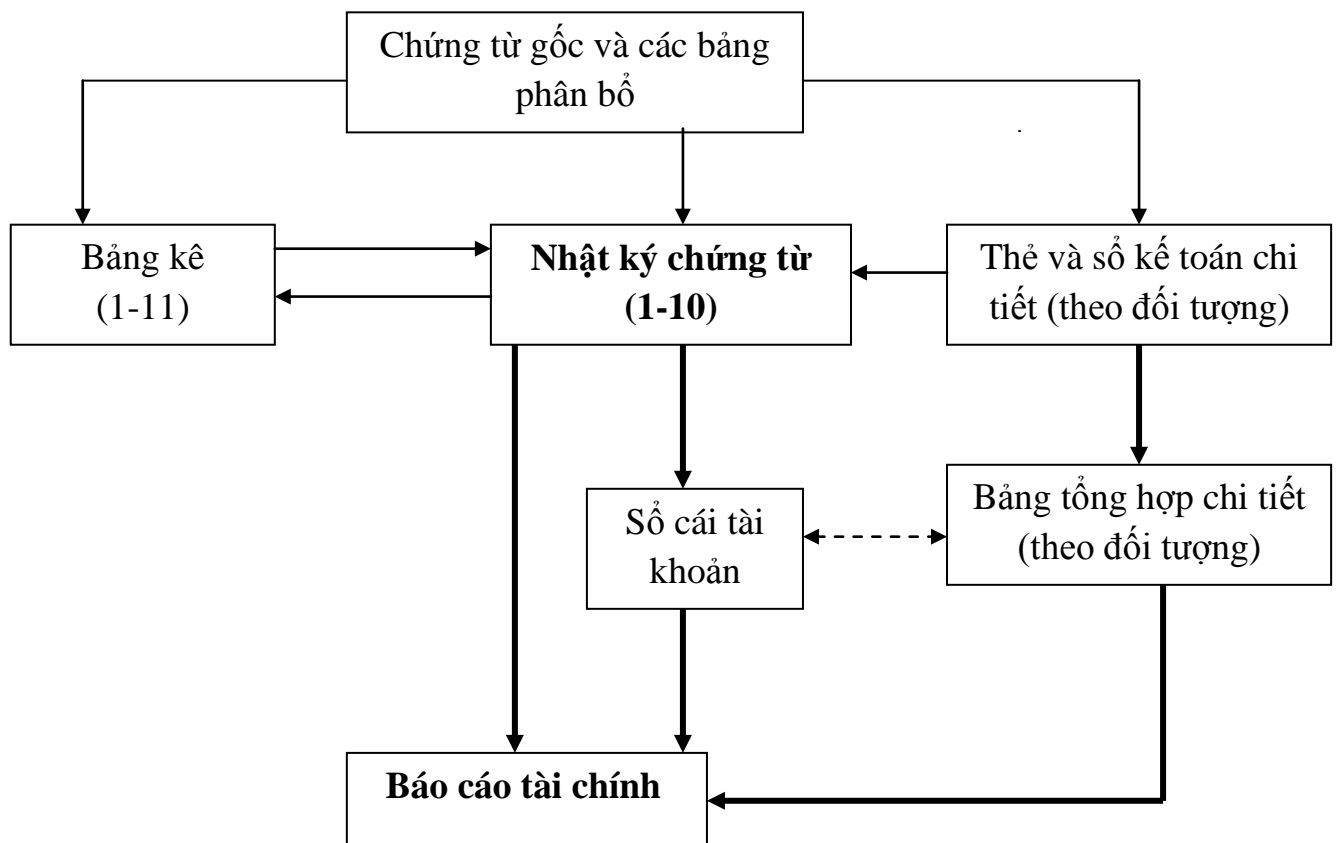 Chứng từ gốc và các bảng
phân bổ
Bảng kê
(1-11)
Nhật ký chứng từ
(1-10)
Thẻ và sổ kế toán chi
tiết (theo đối tượng)
Sổ cái tài
khoản
Bảng tổng hợp chi tiết
(theo đối tượng)
Báo cáo tài chính